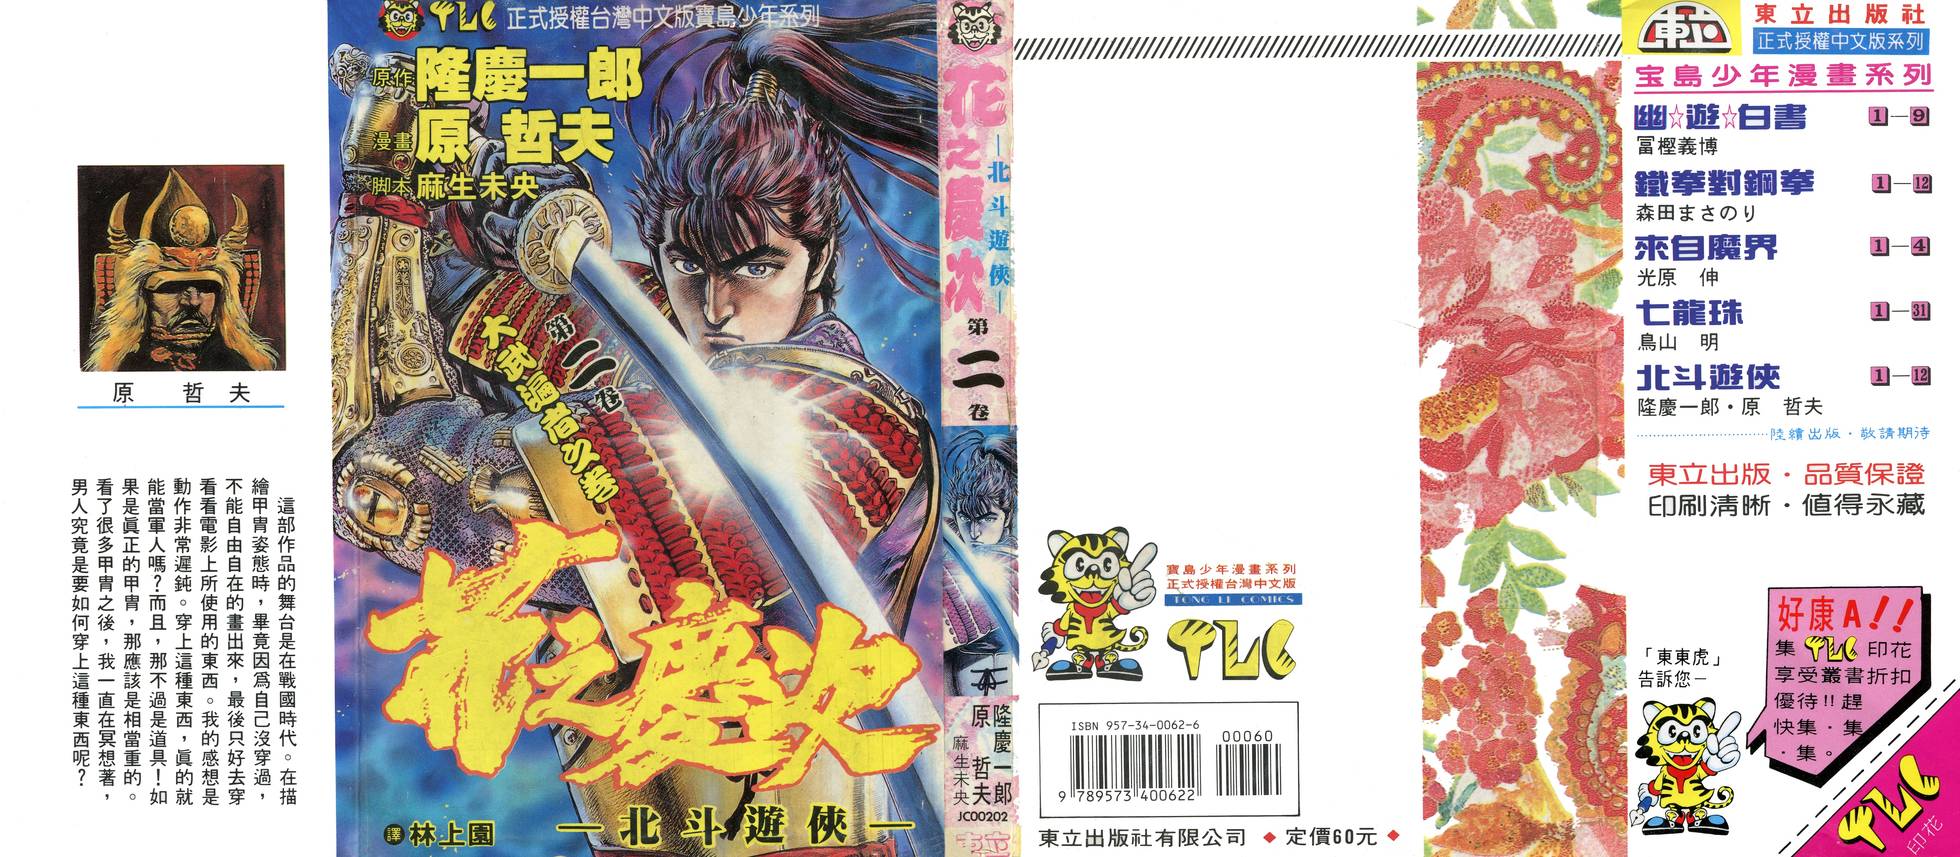 原　哲夫
這部作品的舞台是在戰國時代。在描
繪甲冑姿態時，畢竟因爲自己沒穿過，
不能自由自在的畫出來，最後只好去穿
看看電影上所使用的東西。我的感想是
動作非常遲鈍。穿上這種東西，眞的就
能當軍人嗎？而且，那不過是道具！如
果是眞正的甲冑，那應該是相當重的。
看了很多甲冑之後，我一直在冥想著，
男人究竟是要如何穿上這種東西呢？
TLC 正式授權台灣中文版寶島少年系列
原作 隆慶一郎
漫畫 原 哲夫
脚本 麻生未央
第二卷
大武邊者之卷
花之慶次
—北斗遊俠—
譯 林上園
花之慶次
—北斗遊俠—
第二卷
隆慶一郎
原 哲夫
麻生未央
JC00202
寶島少年漫畫系列
正式授權台灣中文版
TONG LI COMICS
TLC
ISBN 957-34-0062-6
00060
9 789573 400622
東立出版社有限公司 ◆ 定價60元 ◆
東立
東立出版社
正式授權中文版系列
宝島少年漫畫系列
幽☆遊☆白書 1—9
冨樫義博
鐵拳對鋼拳 1—12
森田まさのり
來自魔界 1—4
光原　伸
七龍珠 1—31
鳥山　明
北斗遊俠 1—12
隆慶一郎・原　哲夫
陸續出版・敬請期待
東立出版・品質保證
印刷清晰・値得永藏
「東東虎」
告訴您—
好康A!!
集 TLC 印花
享受叢書折扣
優待!!趕
快集・集
・集。
TLC
印花